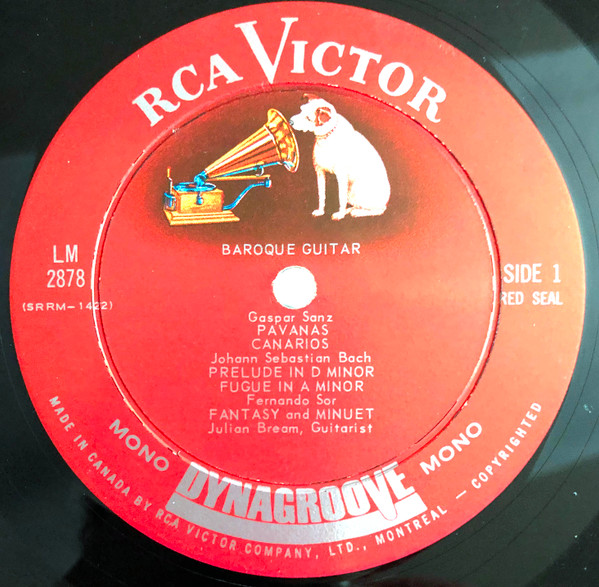 RCA VICTOR
BAROQUE GUITAR
LM
2878
(SRRM-1422)
SIDE 1
RED SEAL
Gaspar Sanz
PAVANAS
CANARIOS
Johann Sebastian Bach
PRELUDE IN D MINOR
FUGUE IN A MINOR
Fernando Sor
FANTASY and MINUET
Julian Bream, Guitarist
MONO DYNAGROOVE MONO
MADE IN CANADA BY RCA VICTOR COMPANY, LTD., MONTREAL — COPYRIGHTED